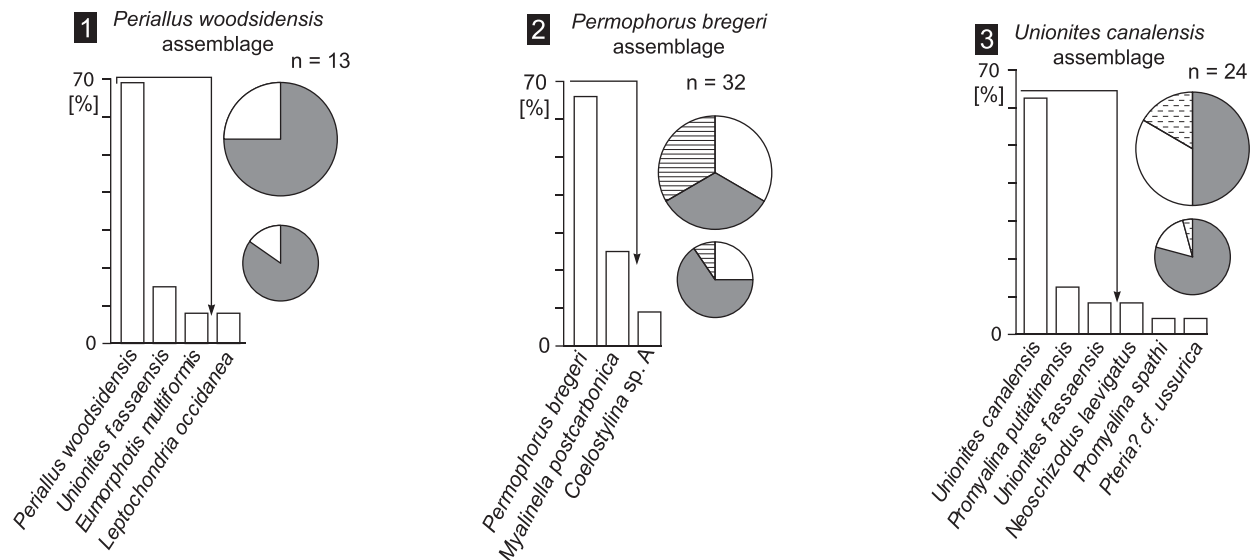 1
Periallus woodsidensis
assemblage
n = 13
70
[%]
0
Periallus woodsidensis
Unionites fassaensis
Eumorphotis multiformis
Leptochondria occidanea
2
Permophorus bregeri
assemblage
n = 32
70
[%]
0
Permophorus bregeri
Myalinella postcarbonica
Coelostylina sp. A
3
Unionites canalensis
assemblage
n = 24
70
[%]
0
Unionites canalensis
Promyalina putiatinensis
Unionites fassaensis
Neoschizodus laevigatus
Promyalina spathi
Pteria? cf. ussurica